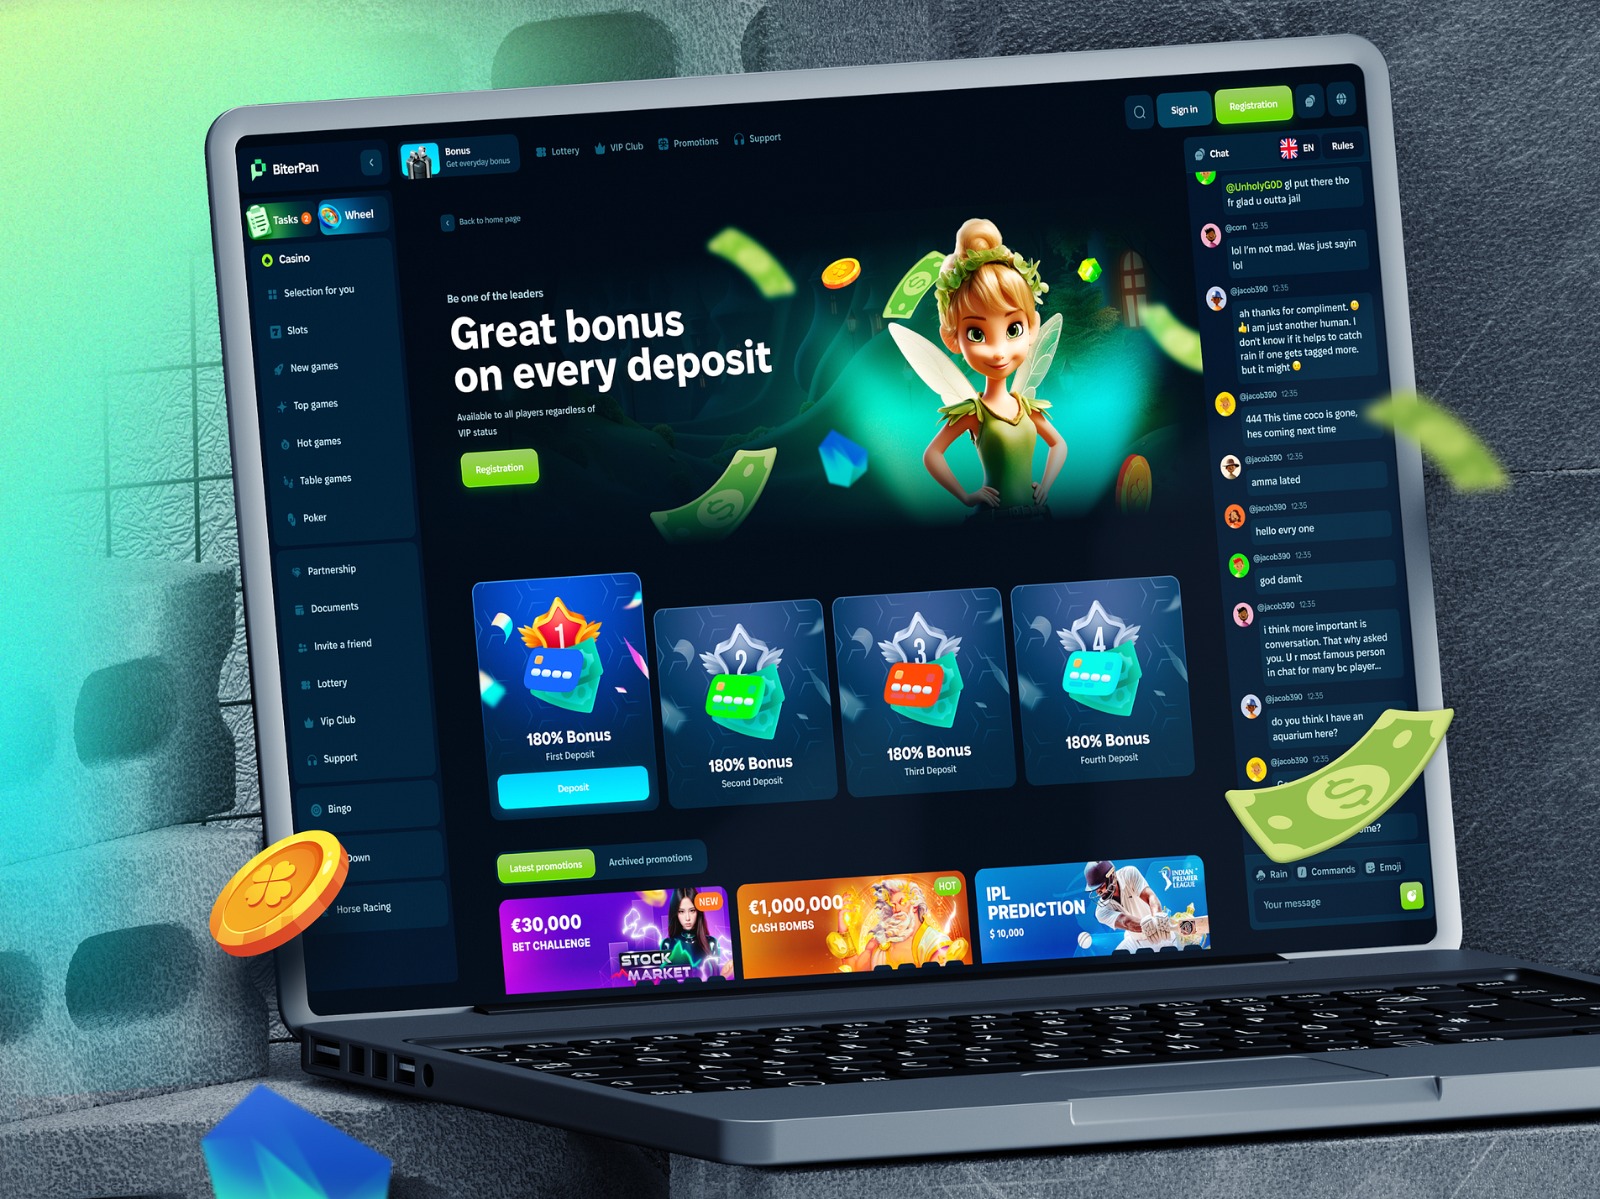 BiterPan
Bonus
Get everyday bonus
Lottery
VIP Club
Promotions
Support
Sign in
Registration
Tasks 2
Wheel
Casino
Selection for you
Slots
New games
Top games
Hot games
Table games
Poker
Partnership
Documents
Invite a friend
Lottery
Vip Club
Support
Bingo
Down
Horse Racing
Back to home page
Be one of the leaders
Great bonus
on every deposit
Available to all players regardless of
VIP status
Registration
1
180% Bonus
First Deposit
Deposit
2
180% Bonus
Second Deposit
3
180% Bonus
Third Deposit
4
180% Bonus
Fourth Deposit
Latest promotions
Archived promotions
€30,000
BET CHALLENGE
NEW
STOCK
MARKET
€1,000,000
CASH BOMBS
HOT
IPL
PREDICTION
$ 10,000
INDIAN
PREMIER
LEAGUE
Chat
EN
Rules
@UnholyG0D gl put there tho
fr glad u outta jail
@corn 12:35
lol I'm not mad. Was just sayin
lol
@jacob390 12:35
ah thanks for compliment. 🙂
👍I am just another human. I
don't know if it helps to catch
rain if one gets tagged more.
but it might 🙂
@jacob390 12:35
444 This time coco is gone,
hes coming next time
@jacob390 12:35
amma lated
@jacob390 12:35
hello evry one
@jacob390 12:35
god damit
@jacob390 12:35
i think more important is
conversation. That why asked
you. U r most famous person
in chat for many bc player...
@jacob390 12:35
do you think I have an
aquarium here?
@jacob390 12:35
Rain
Commands
Emoji
Your message